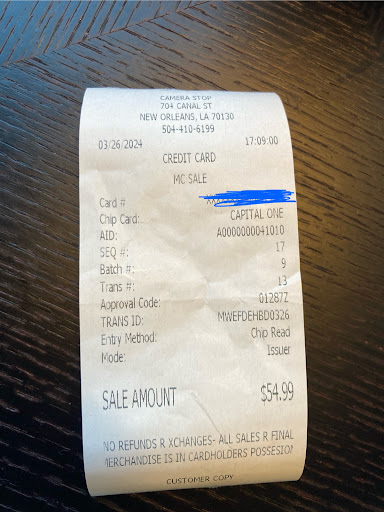 CAMERA STOP
704 CANAL ST
NEW ORLEANS, LA 70130
504-410-6199
03/26/2024 17:09:00
CREDIT CARD
MC SALE
Card #
Chip Card: CAPITAL ONE
AID: A0000000041010
SEQ #: 17
Batch #: 9
Trans #: 13
Approval Code: 01287Z
TRANS ID: MWEFDEHBD0326
Entry Method: Chip Read
Mode: Issuer
SALE AMOUNT $54.99
NO REFUNDS R XCHANGES- ALL SALES R FINAL
MERCHANDISE IS IN CARDHOLDERS POSSESION
CUSTOMER COPY